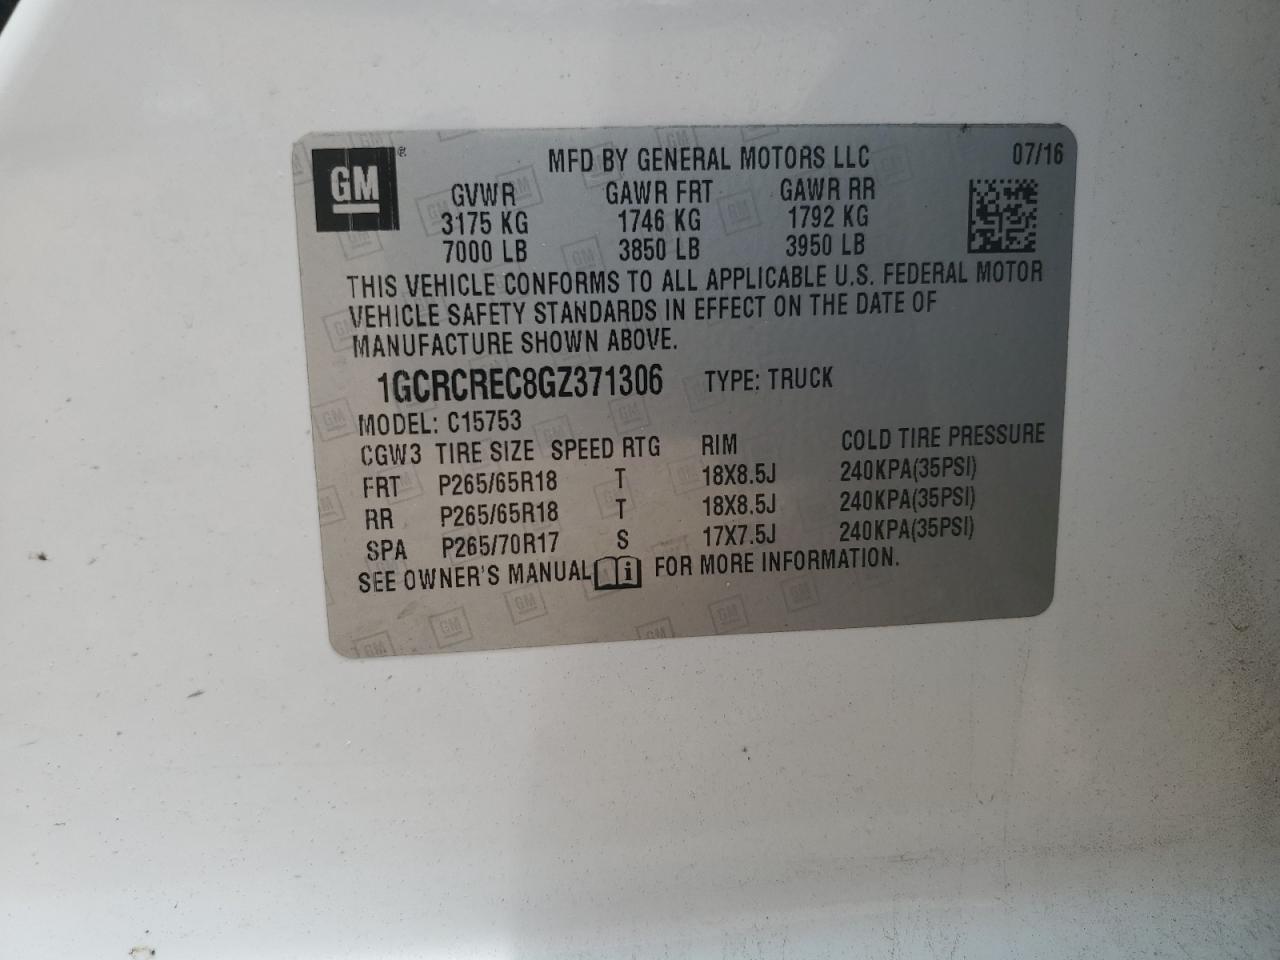 GM ® MFD BY GENERAL MOTORS LLC 07/16
GVWR GAWR FRT GAWR RR
3175 KG 1746 KG 1792 KG
7000 LB 3850 LB 3950 LB
THIS VEHICLE CONFORMS TO ALL APPLICABLE U.S. FEDERAL MOTOR
VEHICLE SAFETY STANDARDS IN EFFECT ON THE DATE OF
MANUFACTURE SHOWN ABOVE.
1GCRCREC8GZ371306 TYPE: TRUCK
MODEL: C15753
CGW3 TIRE SIZE SPEED RTG RIM COLD TIRE PRESSURE
FRT P265/65R18 T 18X8.5J 240KPA(35PSI)
RR P265/65R18 T 18X8.5J 240KPA(35PSI)
SPA P265/70R17 S 17X7.5J 240KPA(35PSI)
SEE OWNER'S MANUAL i FOR MORE INFORMATION.